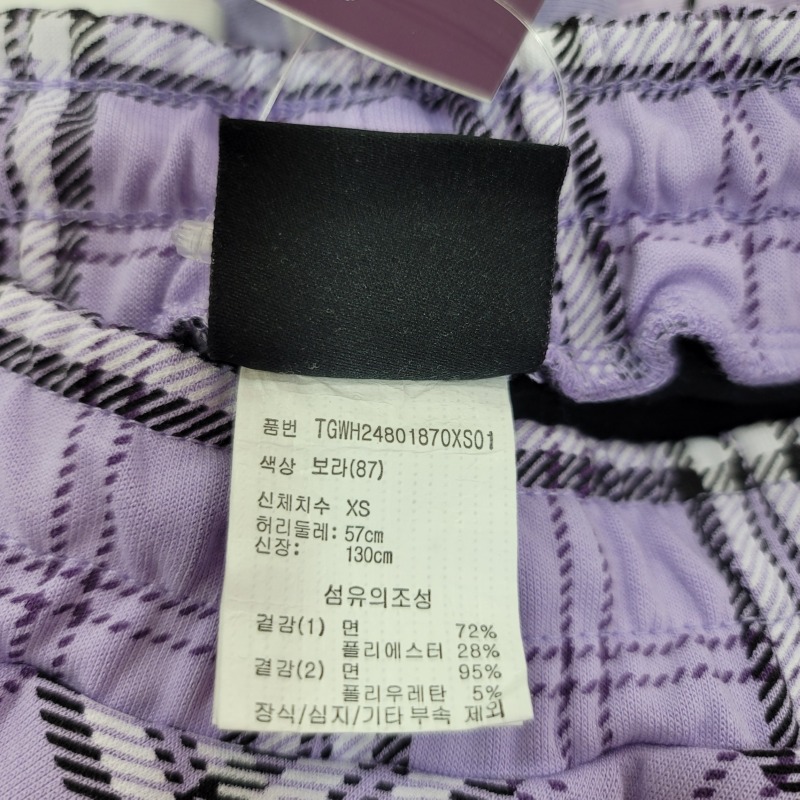 품번 TGWH24801870XS01
색상 보라(87)
신체치수 XS
허리둘레: 57cm
신장: 130cm
섬유의조성
겉감(1) 면 72%
폴리에스터 28%
겉감(2) 면 95%
폴리우레탄 5%
장식/심지/기타 부속 제외